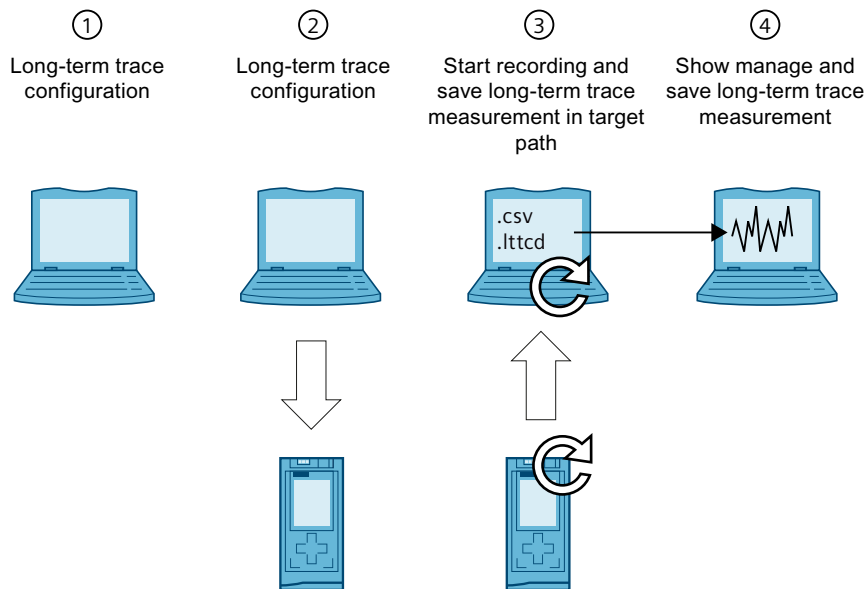 1
Long-term trace
configuration
2
Long-term trace
configuration
3
Start recording and
save long-term trace
measurement in target
path
4
Show manage and
save long-term trace
measurement
.csv
.lttcd